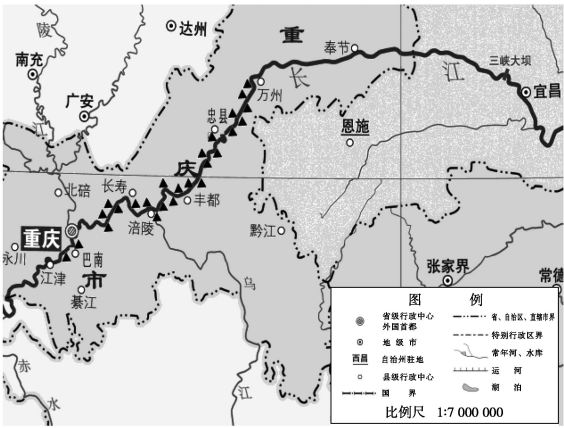 陵
南充
达州
重
奉节
三峡大坝
宜昌
长
江
广安
万州
江
忠县
恩施
庆
北碚
长寿
丰都
涪陵
黔江
重庆
永川
巴南
江津
市
綦江
乌
江
张家界
常德
赤
水
图 例
省级行政中心
外国首都
地级市
西昌 自治州驻地
县级行政中心
国 界
省、自治区、直辖市界
特别行政区界
常年河、水库
运 河
湖 泊
比例尺 1:7 000 000